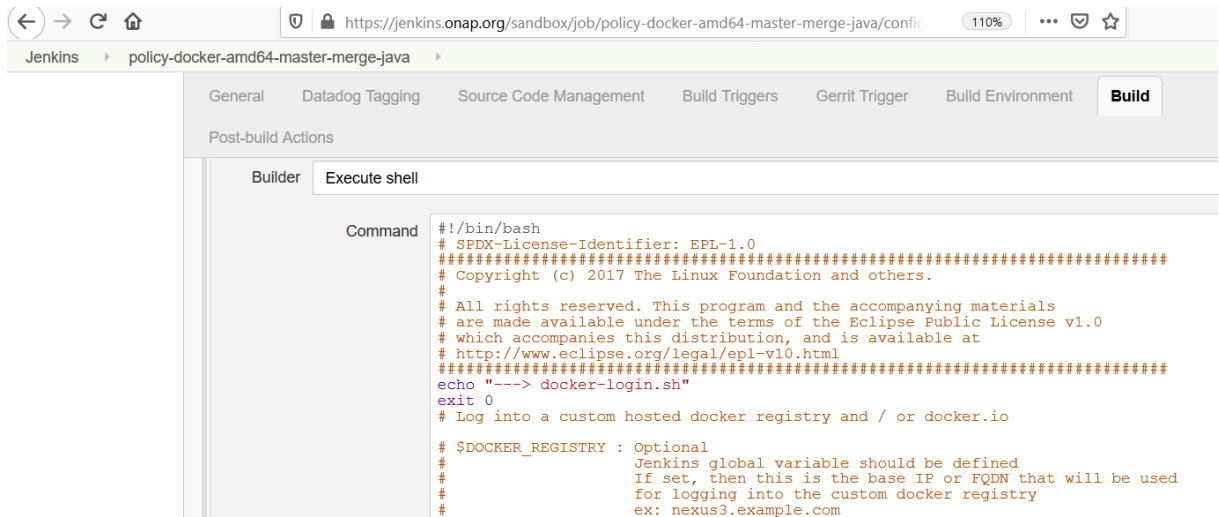 https://jenkins.onap.org/sandbox/job/policy-docker-amd64-master-merge-java/config
110%
Jenkins policy-docker-amd64-master-merge-java
General Datadog Tagging Source Code Management Build Triggers Gerrit Trigger Build Environment Build
Post-build Actions
Builder Execute shell
Command #!/bin/bash
# SPDX-License-Identifier: EPL-1.0
##############################################################################
# Copyright (c) 2017 The Linux Foundation and others.
#
# All rights reserved. This program and the accompanying materials
# are made available under the terms of the Eclipse Public License v1.0
# which accompanies this distribution, and is available at
# http://www.eclipse.org/legal/epl-v10.html
##############################################################################
echo "---> docker-login.sh"
exit 0
# Log into a custom hosted docker registry and / or docker.io

# $DOCKER_REGISTRY : Optional
#                    Jenkins global variable should be defined
#                    If set, then this is the base IP or FQDN that will be used
#                    for logging into the custom docker registry
#                    ex: nexus3.example.com